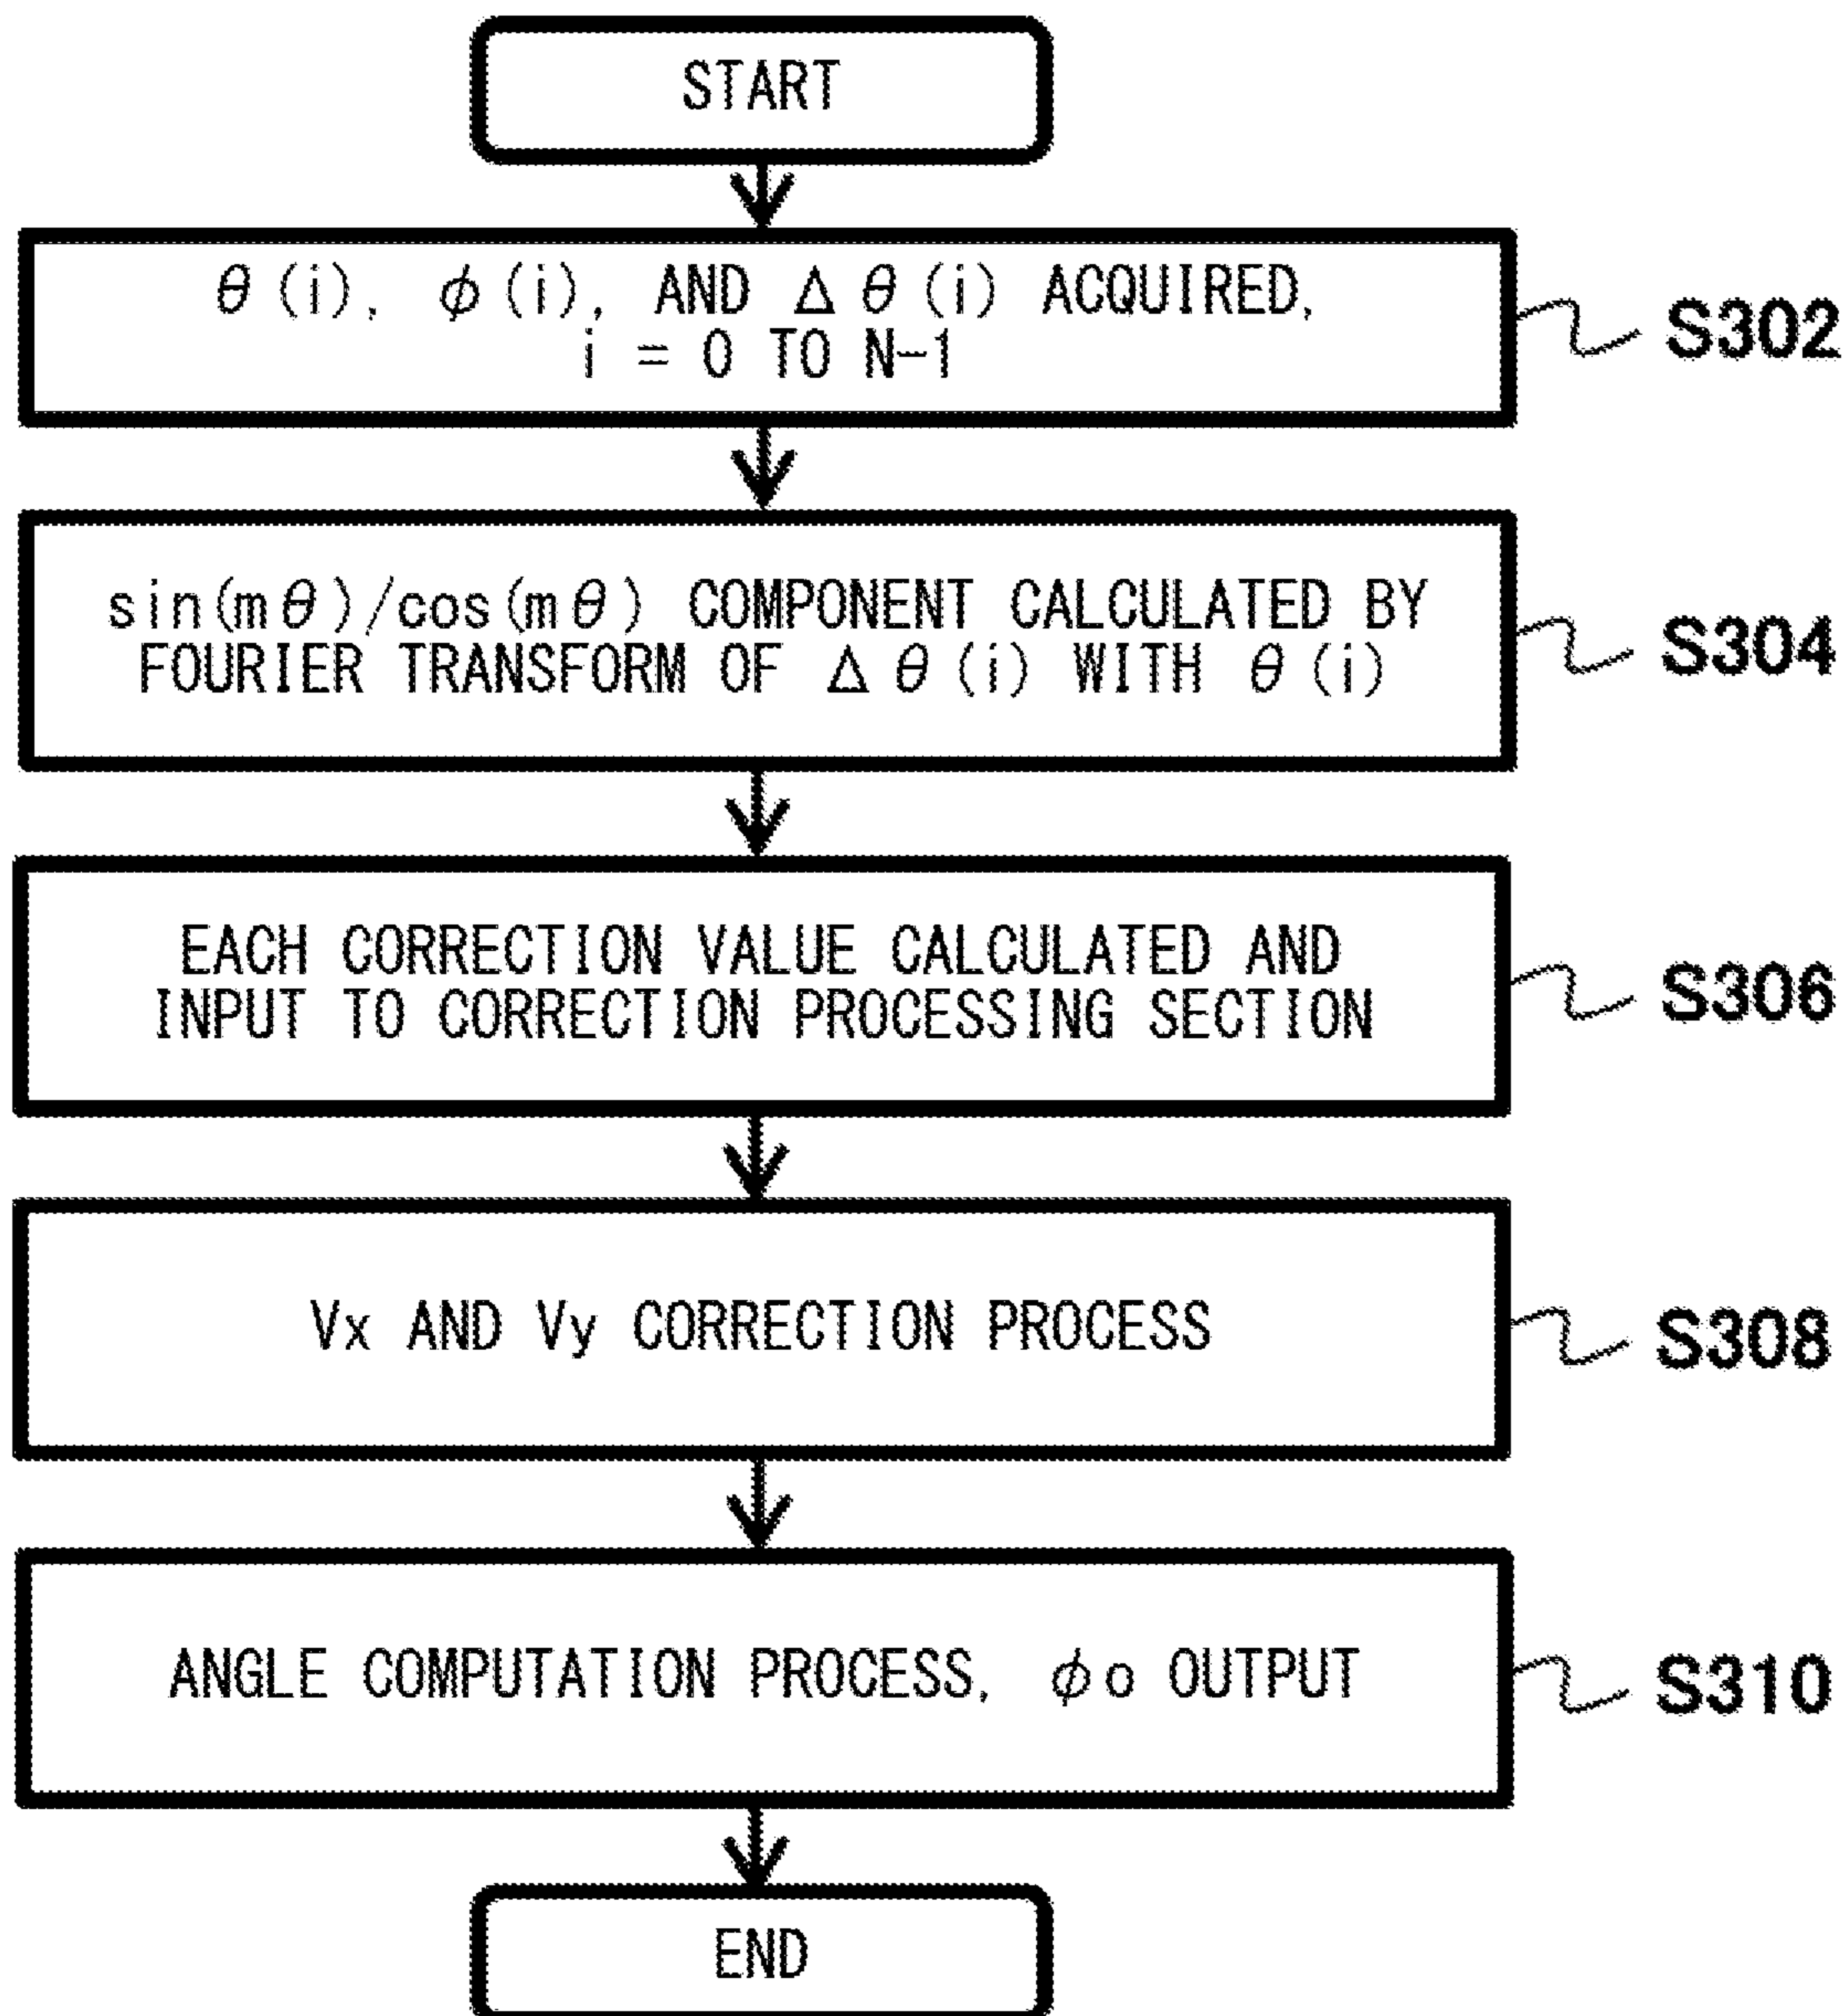 START
θ(i), φ(i), AND Δθ(i) ACQUIRED,
i = 0 TO N-1
S302
sin(mθ)/cos(mθ) COMPONENT CALCULATED BY
FOURIER TRANSFORM OF Δθ(i) WITH θ(i)
S304
EACH CORRECTION VALUE CALCULATED AND
INPUT TO CORRECTION PROCESSING SECTION
S306
Vx AND Vy CORRECTION PROCESS
S308
ANGLE COMPUTATION PROCESS, φo OUTPUT
S310
END